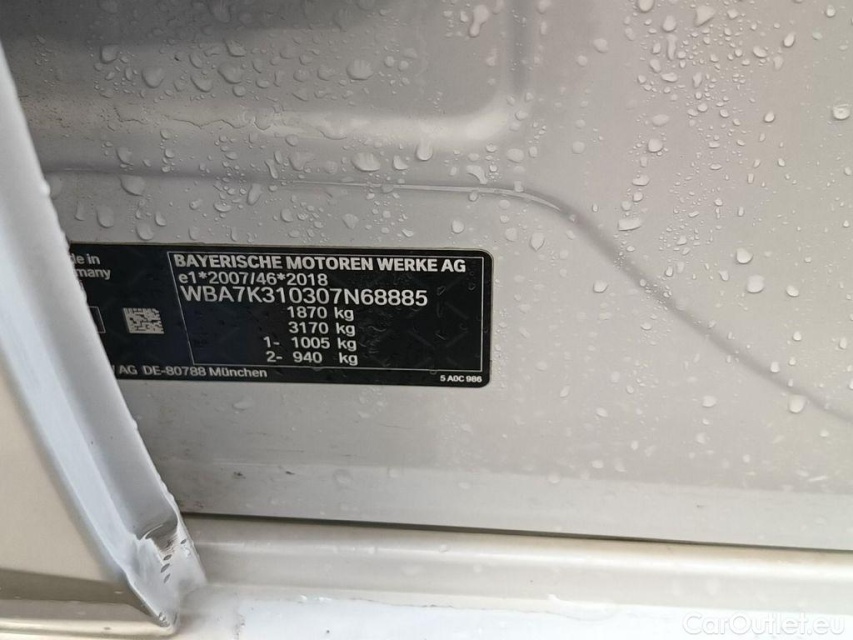 de in
many
BAYERISCHE MOTOREN WERKE AG
e1*2007/46*2018
WBA7K310307N68885
1870 kg
3170 kg
1- 1005 kg
2- 940 kg
AG DE-80788 München
5 A0C 986
CarOutlet.eu